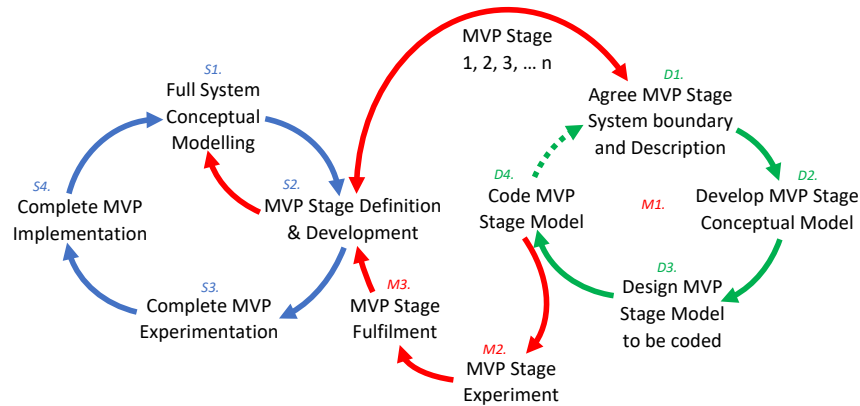 MVP Stage
1, 2, 3, … n
S1.
Full System
Conceptual
Modelling
D1.
Agree MVP Stage
System boundary
and Description
S4.
Complete MVP
Implementation
S2.
MVP Stage Definition
& Development
D4.
Code MVP
Stage Model
M1.
D2.
Develop MVP Stage
Conceptual Model
S3.
Complete MVP
Experimentation
M3.
MVP Stage
Fulfilment
D3.
Design MVP
Stage Model
to be coded
M2.
MVP Stage
Experiment